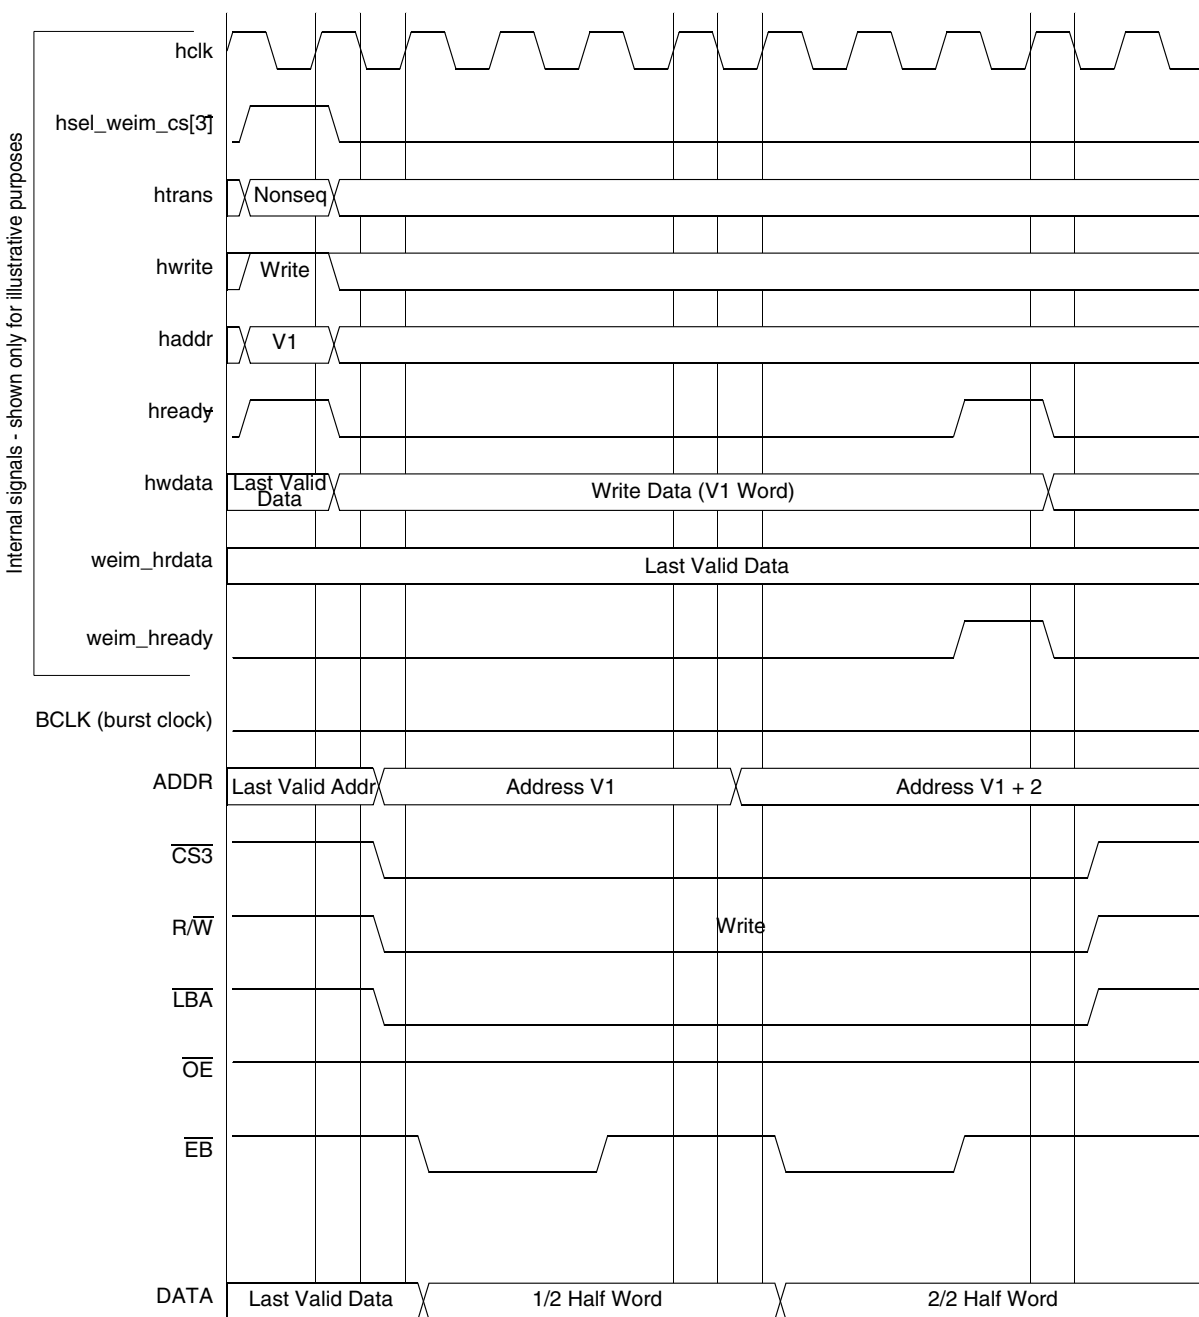 Internal signals - shown only for illustrative purposes
hclk
hsel_weim_cs[3]
htrans
Nonseq
hwrite
Write
haddr
V1
hready
hwdata
Last Valid
Data
Write Data (V1 Word)
weim_hrdata
Last Valid Data
weim_hready
BCLK (burst clock)
ADDR
Last Valid Addr
Address V1
Address V1 + 2
CS3
R/W
Write
LBA
OE
EB
DATA
Last Valid Data
1/2 Half Word
2/2 Half Word